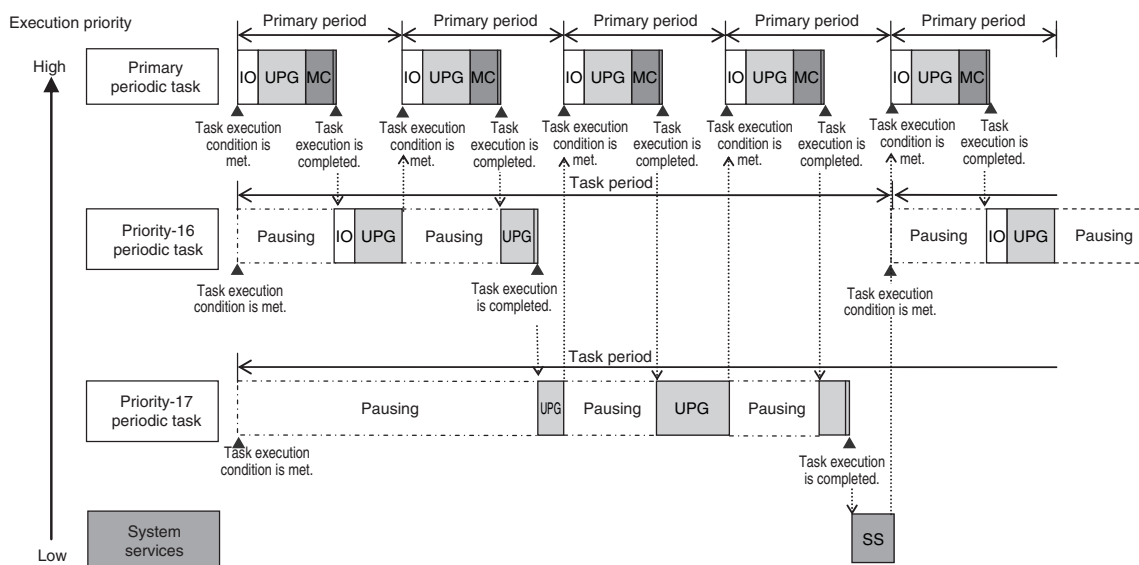 Execution priority
High
Low
Primary period
Primary period
Primary period
Primary period
Primary period
Primary
periodic task
IO UPG MC
IO UPG MC
IO UPG MC
IO UPG MC
IO UPG MC
Task execution
condition is
met.
Task
execution is
completed.
Task execution
condition is
met.
Task
execution is
completed.
Task execution
condition is
met.
Task
execution is
completed.
Task execution
condition is
met.
Task
execution is
completed.
Task execution
condition is
met.
Task
execution is
completed.
Task period
Priority-16
periodic task
Pausing IO UPG Pausing UPG
Pausing IO UPG Pausing
Task execution
condition is met.
Task execution
is completed.
Task execution
condition is met.
Task period
Priority-17
periodic task
Pausing UPG Pausing UPG Pausing
Task execution
condition is met.
Task execution
is completed.
System
services
SS